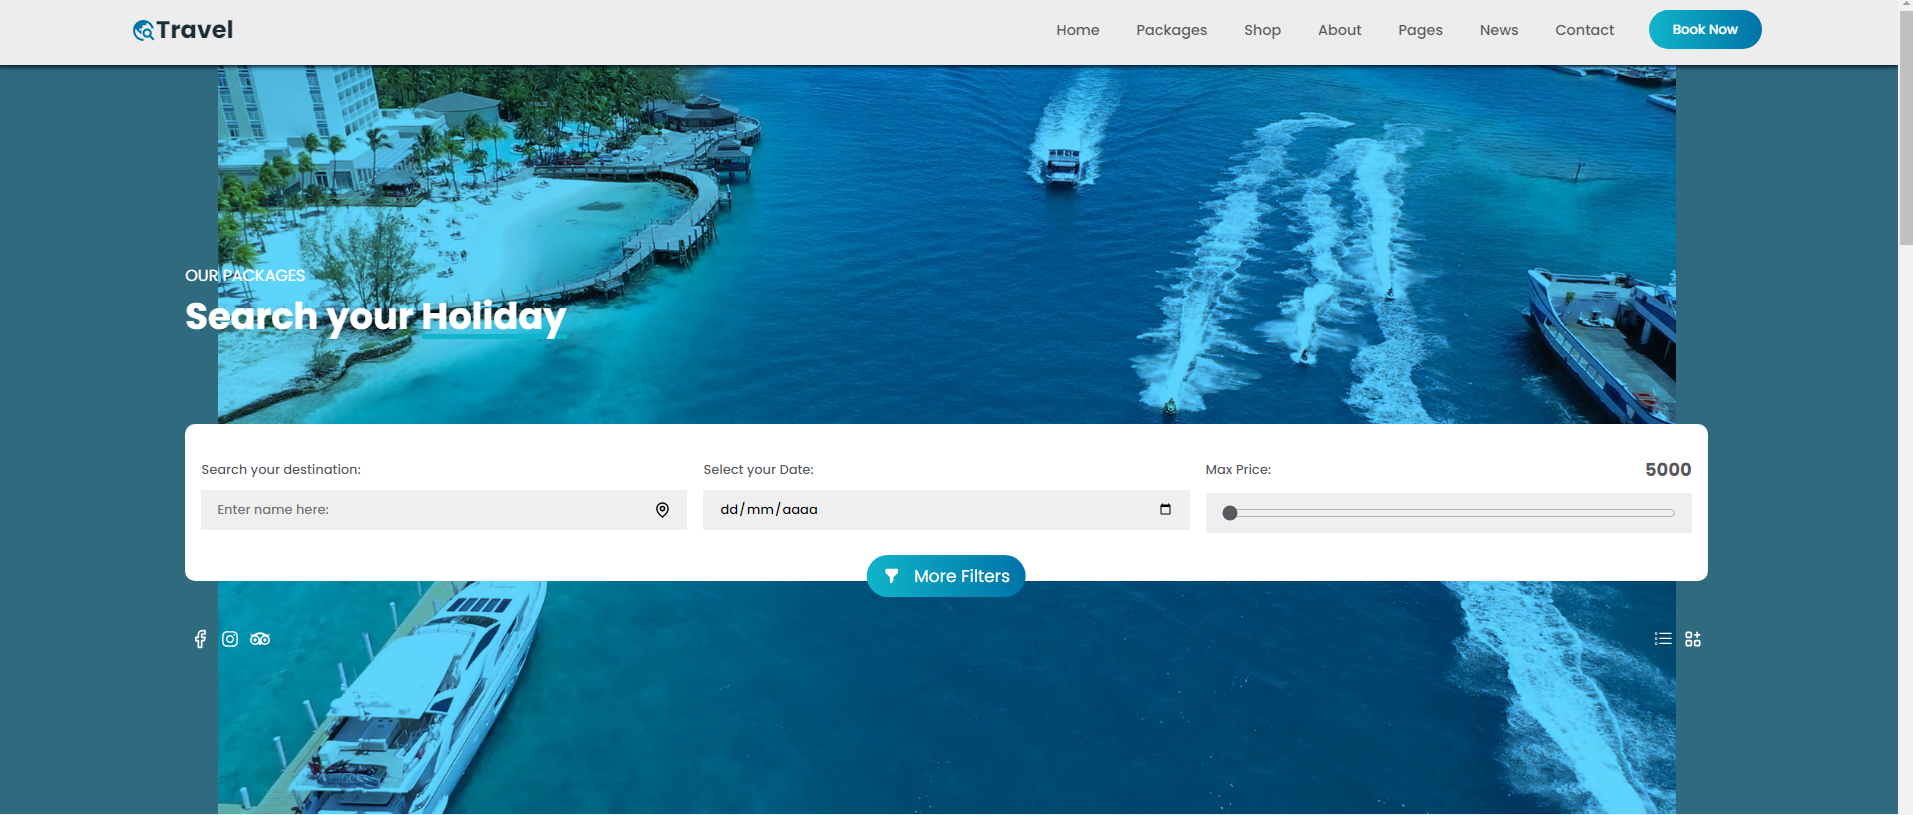 Travel
Home Packages Shop About Pages News Contact Book Now
OUR PACKAGES
Search your Holiday
Search your destination: Select your Date: Max Price: 5000
Enter name here: dd/mm/aaaa
More Filters